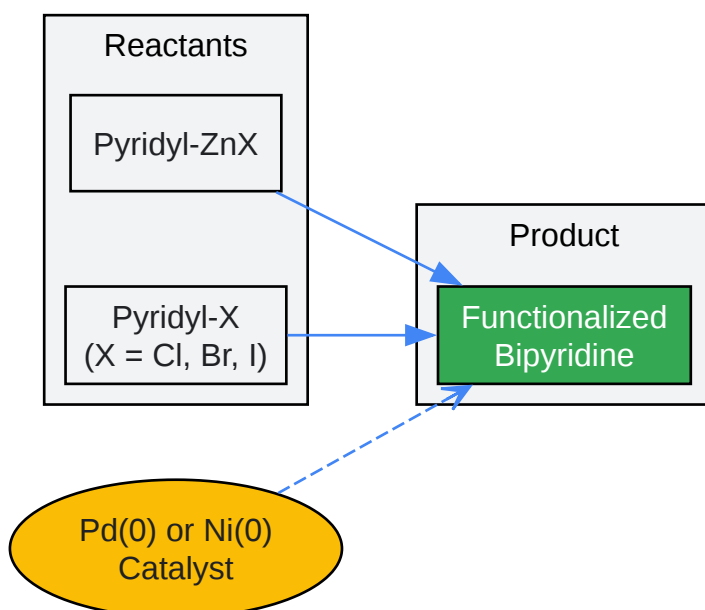 Reactants
Pyridyl-ZnX
Pyridyl-X
(X = Cl, Br, I)
Product
Functionalized
Bipyridine
Pd(0) or Ni(0)
Catalyst